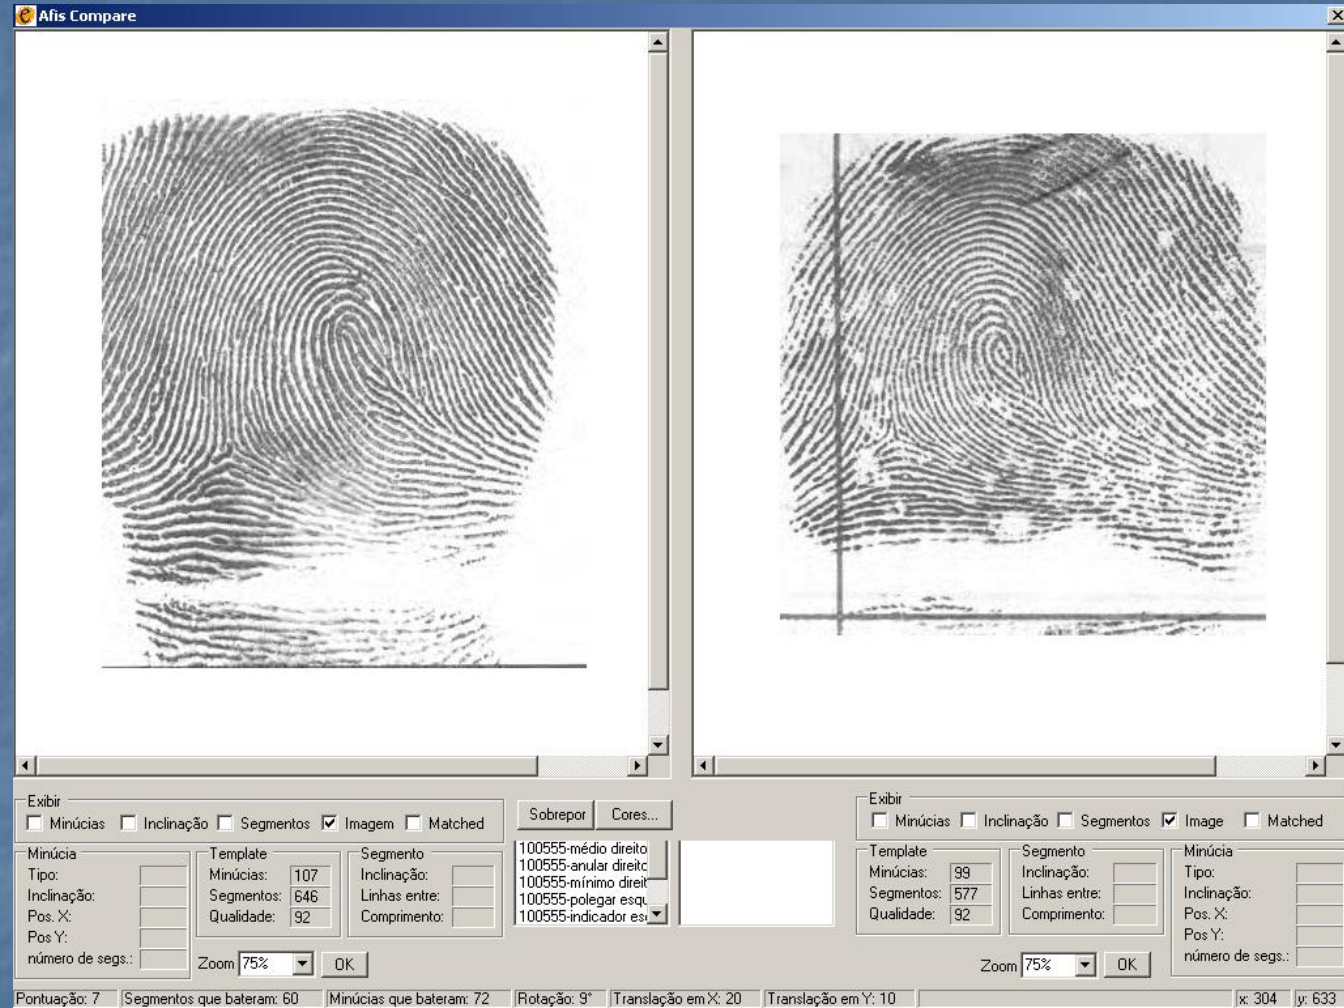 Afis Compare
Exibir
Minúcias Inclinação Segmentos Imagem Matched
Minúcia
Tipo:
Inclinação:
Pos. X:
Pos Y:
número de segs.:
Template
Minúcias: 107
Segmentos: 646
Qualidade: 92
Segmento
Inclinação:
Linhas entre:
Comprimento:
Zoom 75% OK
Sobrepor Cores...
100555-médio direito
100555-anular direito
100555-mínimo direit
100555-polegar esqu
100555-indicador es
Exibir
Minúcias Inclinação Segmentos Image Matched
Template
Minúcias: 99
Segmentos: 577
Qualidade: 92
Segmento
Inclinação:
Linhas entre:
Comprimento:
Minúcia
Tipo:
Inclinação:
Pos. X:
Pos Y:
número de segs.:
Zoom 75% OK
Pontuação: 7 Segmentos que bateram: 60 Minúcias que bateram: 72 Rotação: 9° Translação em X: 20 Translação em Y: 10 x: 304 y: 633